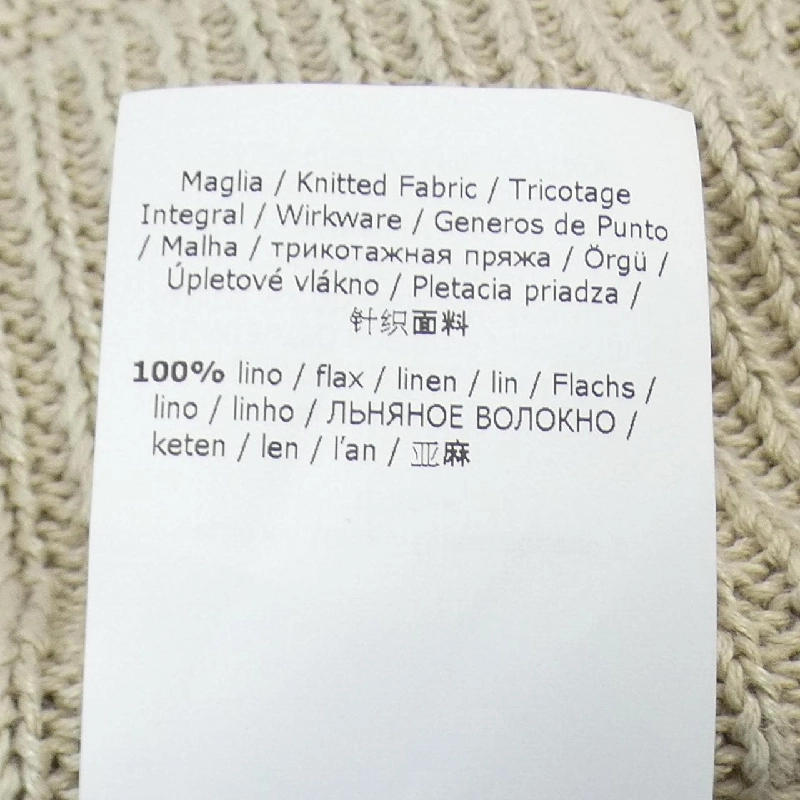 Maglia / Knitted Fabric / Tricotage
Integral / Wirkware / Generos de Punto
/ Malha / трикотажная пряжа / Örgü /
Úpletové vlákno / Pletacia priadza /
针织面料
100% lino / flax / linen / lin / Flachs /
lino / linho / ЛЬНЯНОЕ ВОЛОКНО /
keten / len / l'an / 亚麻